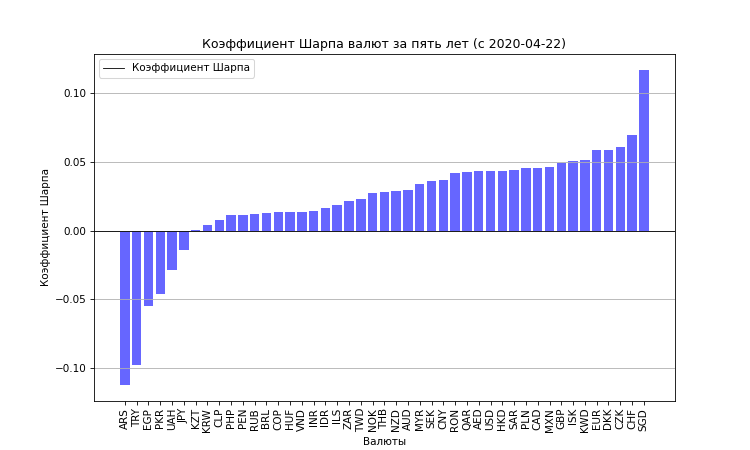 Коэффициент Шарпа валют за пять лет (с 2020-04-22)
Коэффициент Шарпа
0.10
0.05
0.00
−0.05
−0.10
Коэффициент Шарпа
ARS TRY EGP PKR UAH JPY KZT KRW CLP PHP PEN RUB BRL COP HUF VND INR IDR ILS ZAR TWD NOK THB NZD AUD MYR SEK CNY RON QAR AED USD HKD SAR PLN CAD MXN GBP ISK KWD EUR DKK CZK CHF SGD
Валюты